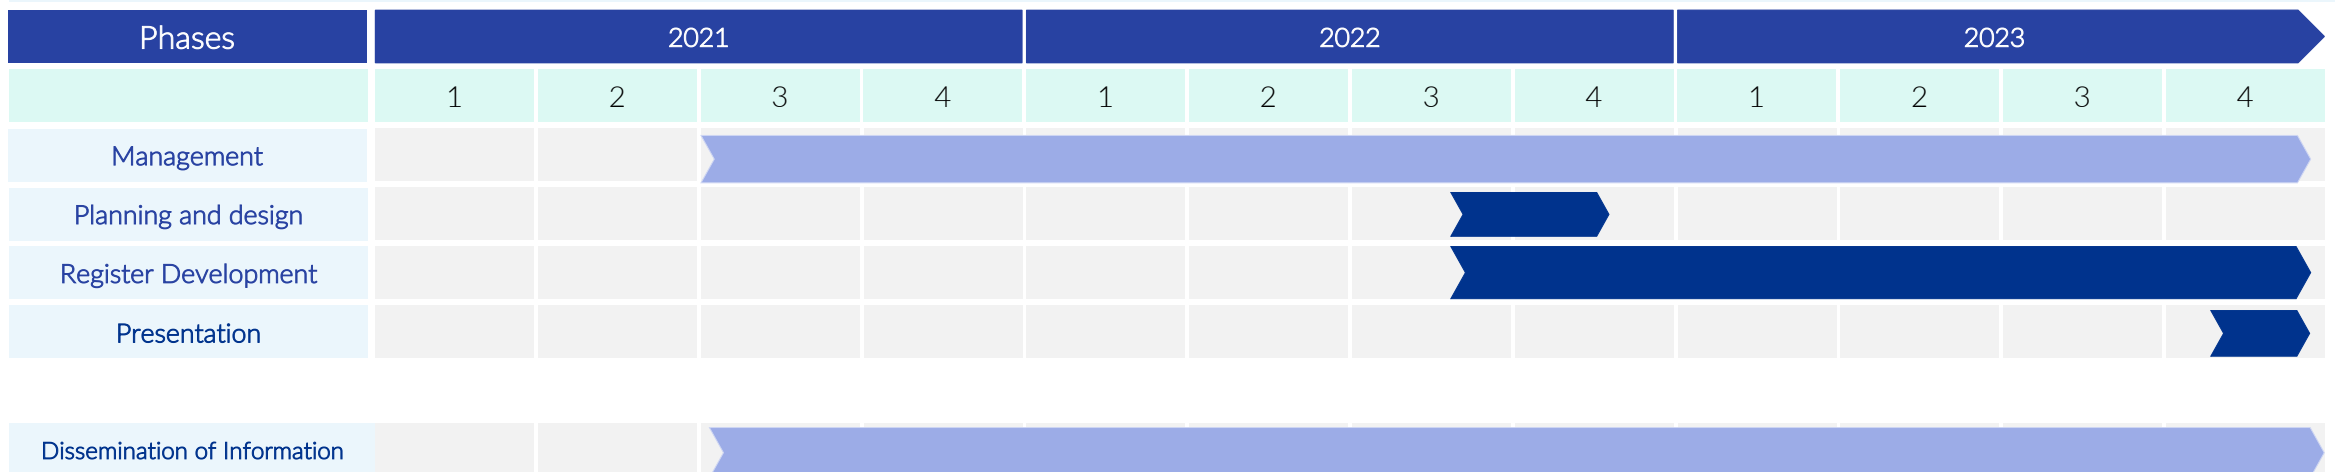 Phases 2021 2022 2023
1 2 3 4 1 2 3 4 1 2 3 4
Management
Planning and design
Register Development
Presentation
Dissemination of Information